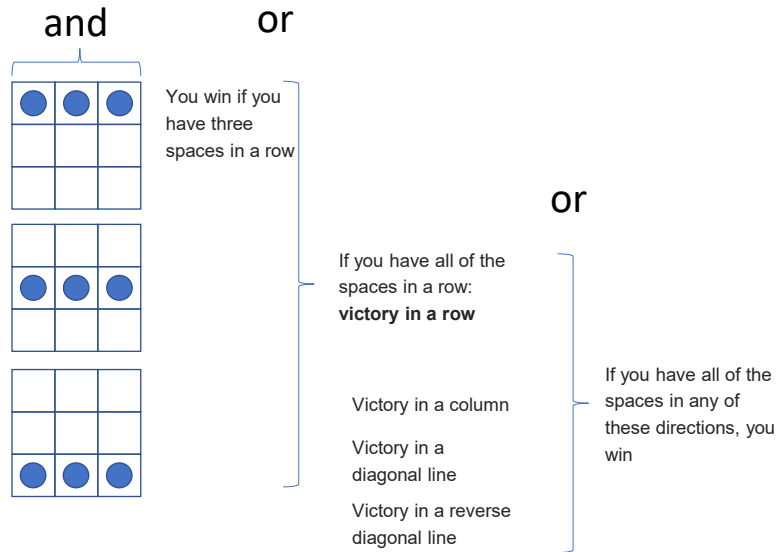 and
or
You win if you
have three
spaces in a row
or
If you have all of the
spaces in a row:
victory in a row
If you have all of the
spaces in any of
these directions, you
win
Victory in a column
Victory in a
diagonal line
Victory in a reverse
diagonal line